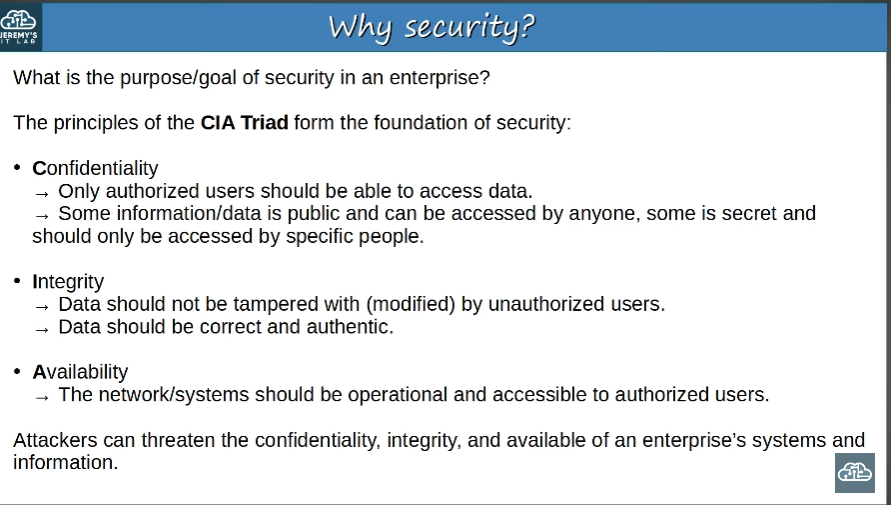 JEREMY'S
IT LAB
Why security?
What is the purpose/goal of security in an enterprise?
The principles of the CIA Triad form the foundation of security:
• Confidentiality
→ Only authorized users should be able to access data.
→ Some information/data is public and can be accessed by anyone, some is secret and
should only be accessed by specific people.
• Integrity
→ Data should not be tampered with (modified) by unauthorized users.
→ Data should be correct and authentic.
• Availability
→ The network/systems should be operational and accessible to authorized users.
Attackers can threaten the confidentiality, integrity, and available of an enterprise's systems and
information.